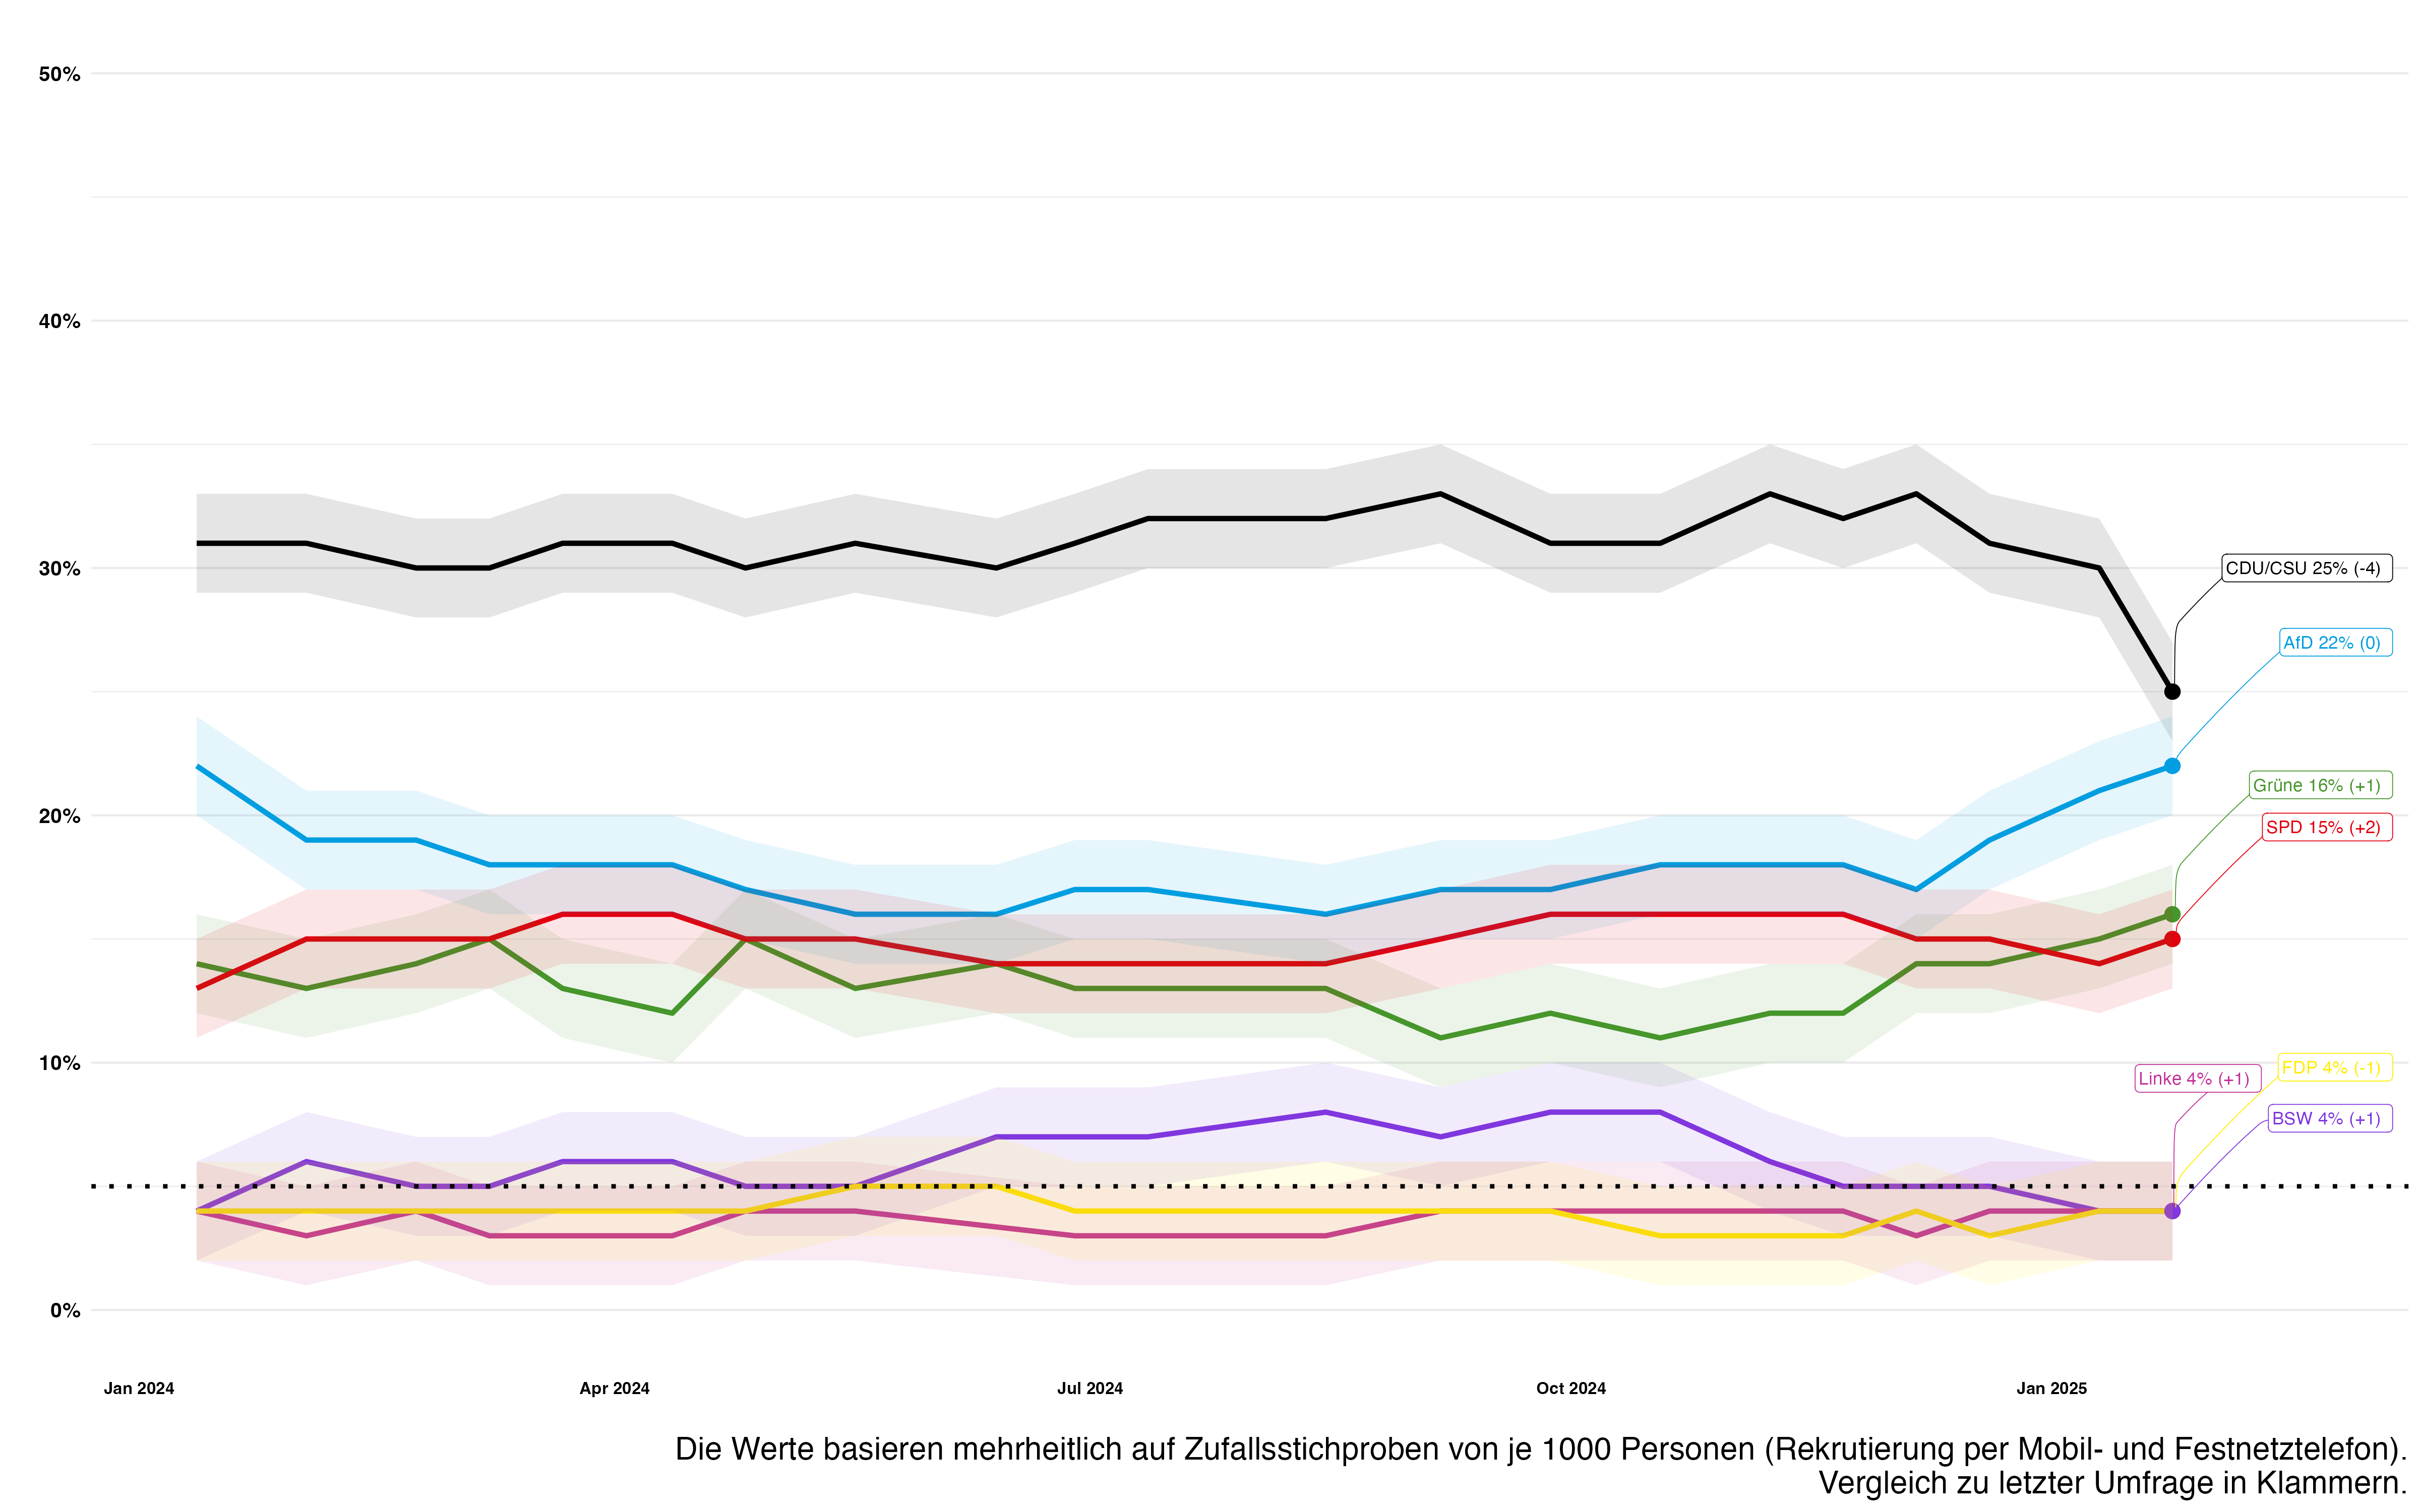 50%
40%
30%
20%
10%
0%
CDU/CSU 25% (-4)
AfD 22% (0)
Grüne 16% (+1)
SPD 15% (+2)
FDP 4% (-1)
Linke 4% (+1)
BSW 4% (+1)
Jan 2024
Apr 2024
Jul 2024
Oct 2024
Jan 2025
Die Werte basieren mehrheitlich auf Zufallsstichproben von je 1000 Personen (Rekrutierung per Mobil- und Festnetztelefon).
Vergleich zu letzter Umfrage in Klammern.